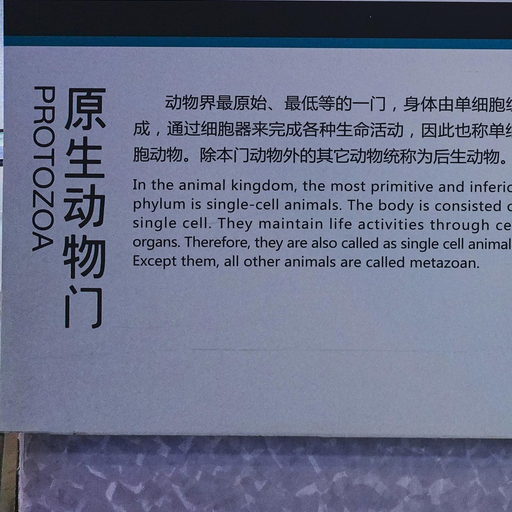 原生动物门
PROTOZOA
动物界最原始、最低等的一门，身体由单细胞
成，通过细胞器来完成各种生命活动，因此也称单
胞动物。除本门动物外的其它动物统称为后生动物。
In the animal kingdom, the most primitive and
phylum is single-cell animals. The body is consisted
single cell. They maintain life activities through
organs. Therefore, they are also called as single cell animal
Except them, all other animals are called metazoan.